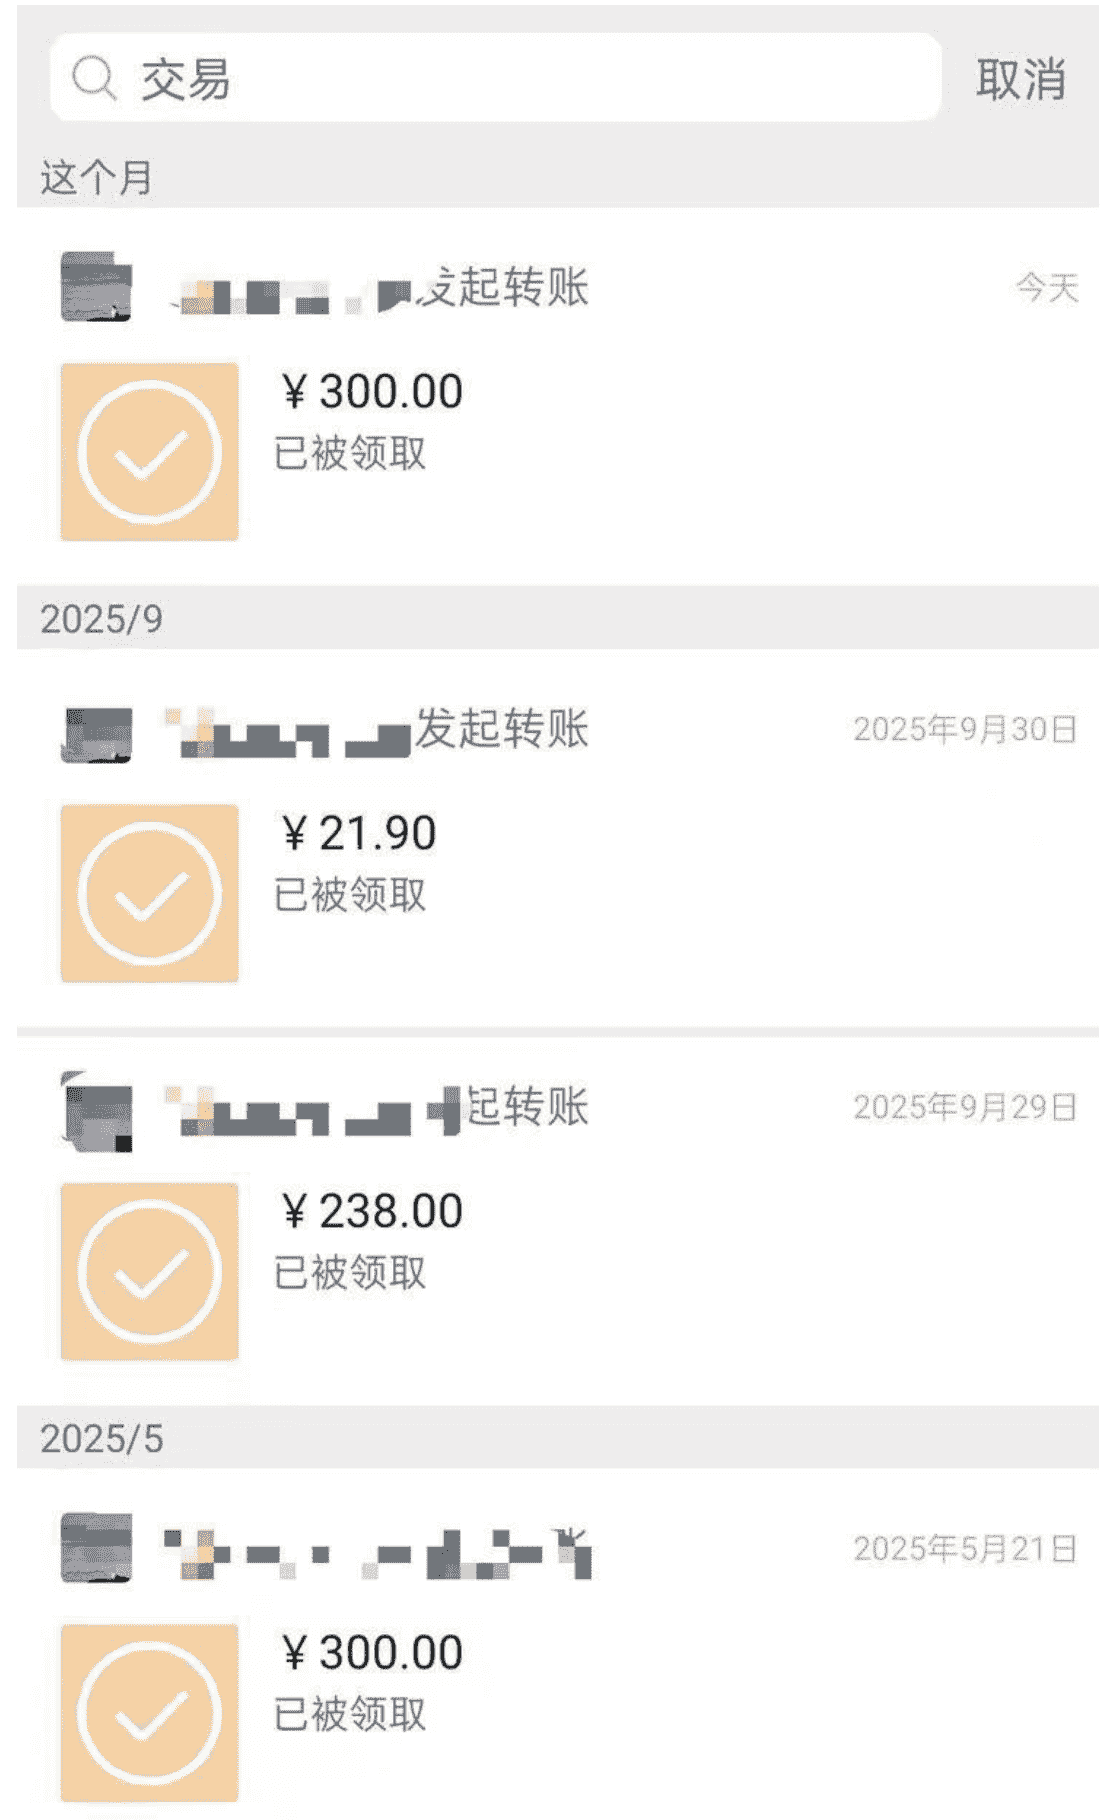 交易
取消
这个月
发起转账
今天
¥ 300.00
已被领取
2025/9
发起转账
2025年9月30日
¥ 21.90
已被领取
起转账
2025年9月29日
¥ 238.00
已被领取
2025/5
2025年5月21日
¥ 300.00
已被领取